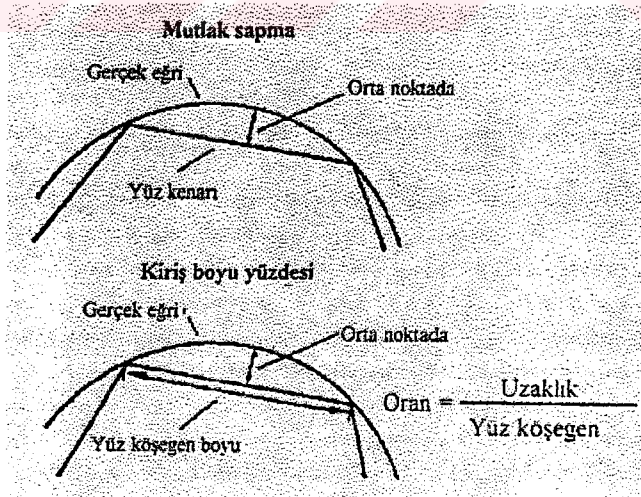 Mutlak sapma
Gerçek eğri
Orta noktada
Yüz kenarı
Kiriş boyu yüzdesi
Gerçek eğri
Orta noktada
Oran = Uzaklık
Yüz köşegen
Yüz köşegen boyu